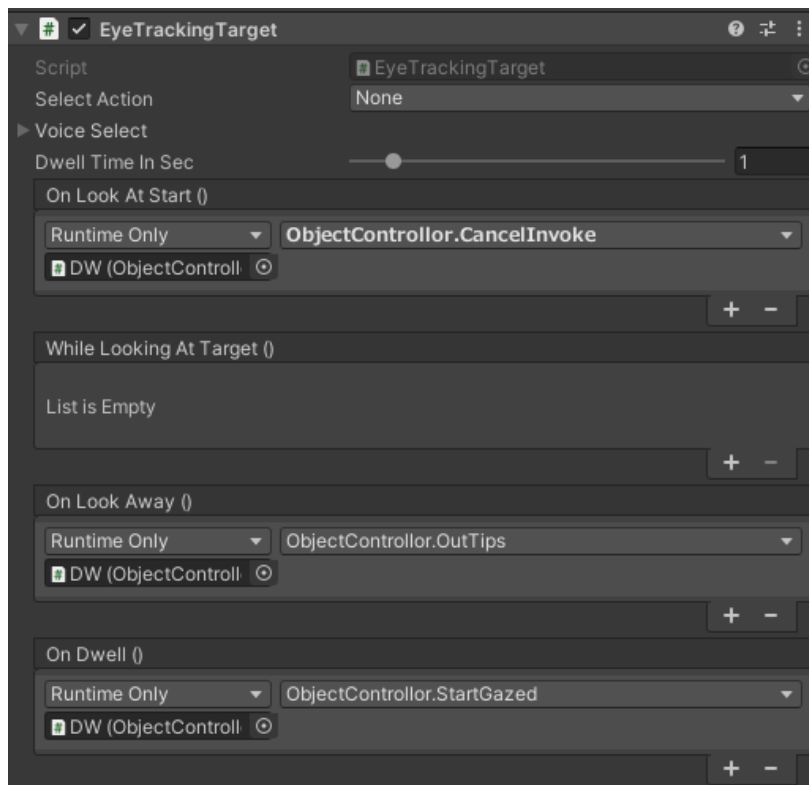 # EyeTrackingTarget
Script # EyeTrackingTarget
Select Action None
Voice Select
Dwell Time In Sec 1
On Look At Start ()
Runtime Only ObjectControllor.CancelInvoke
# DW (ObjectControll
+ -
While Looking At Target ()
List is Empty
+ -
On Look Away ()
Runtime Only ObjectControllor.OutTips
# DW (ObjectControll
+ -
On Dwell ()
Runtime Only ObjectControllor.StartGazed
# DW (ObjectControll
+ -